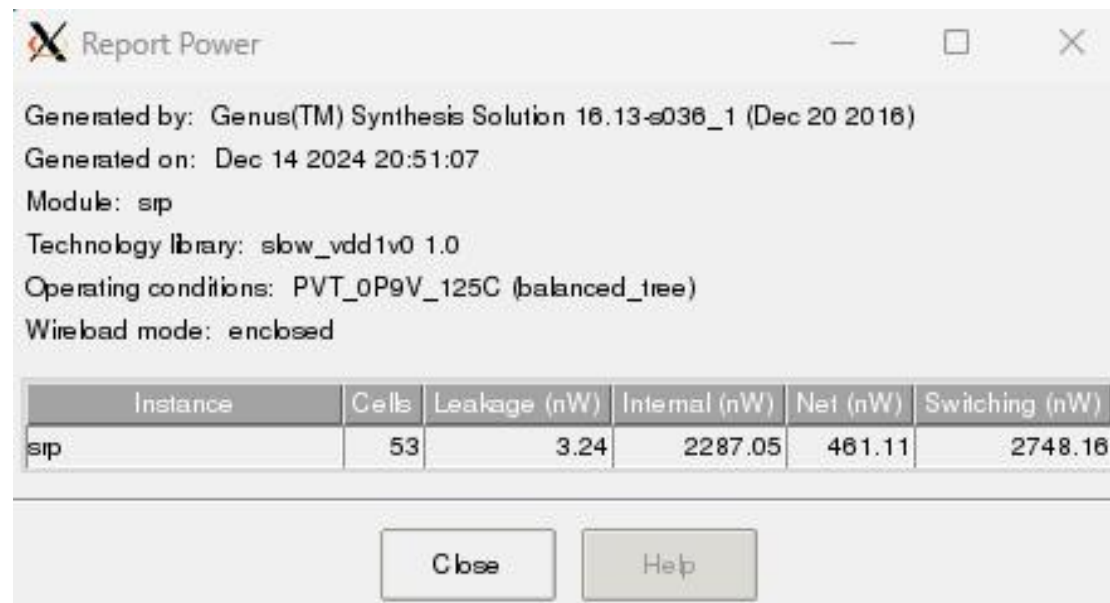 Report Power
Generated by: Genus(TM) Synthesis Solution 16.13-s036_1 (Dec 20 2016)
Generated on: Dec 14 2024 20:51:07
Module: srp
Technology library: slow_vdd1v0 1.0
Operating conditions: PVT_0P9V_125C (balanced_tree)
Wireload mode: enclosed
Instance Cells Leakage (nW) Internal (nW) Net (nW) Switching (nW)
srp 53 3.24 2287.05 461.11 2748.16
Close Help